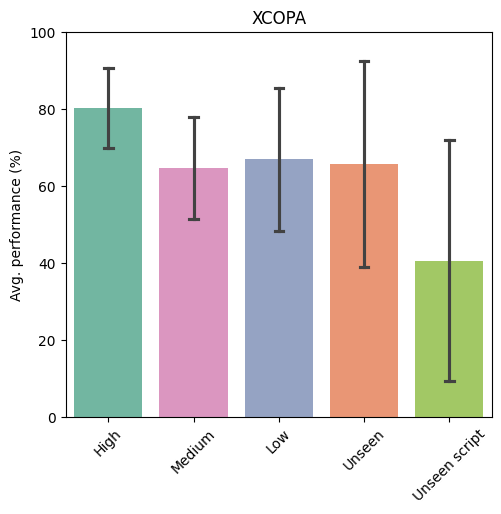 XCOPA
Avg. performance (%)
100
80
60
40
20
0
High
Medium
Low
Unseen
Unseen script